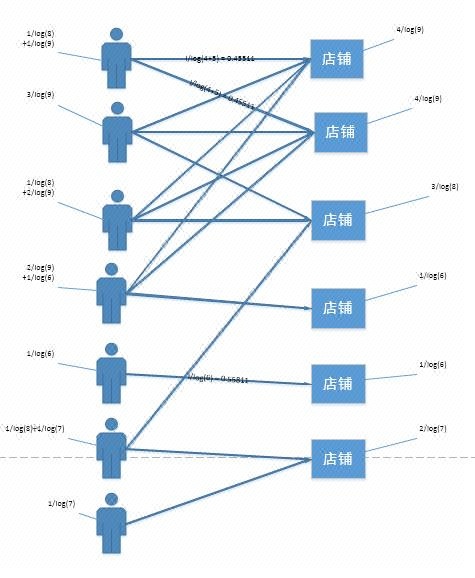 1/log(8)
+1/log(9)
4/log(9)
1/log(4+5) = 0.45511
店铺
3/log(9)
1/log(4+5) = 0.45511
4/log(9)
店铺
1/log(8)
+2/log(9)
3/log(8)
店铺
2/log(9)
+1/log(6)
1/log(6)
店铺
1/log(6)
1/log(6) = 0.55811
1/log(6)
店铺
1/log(8)+1/log(7)
2/log(7)
店铺
1/log(7)